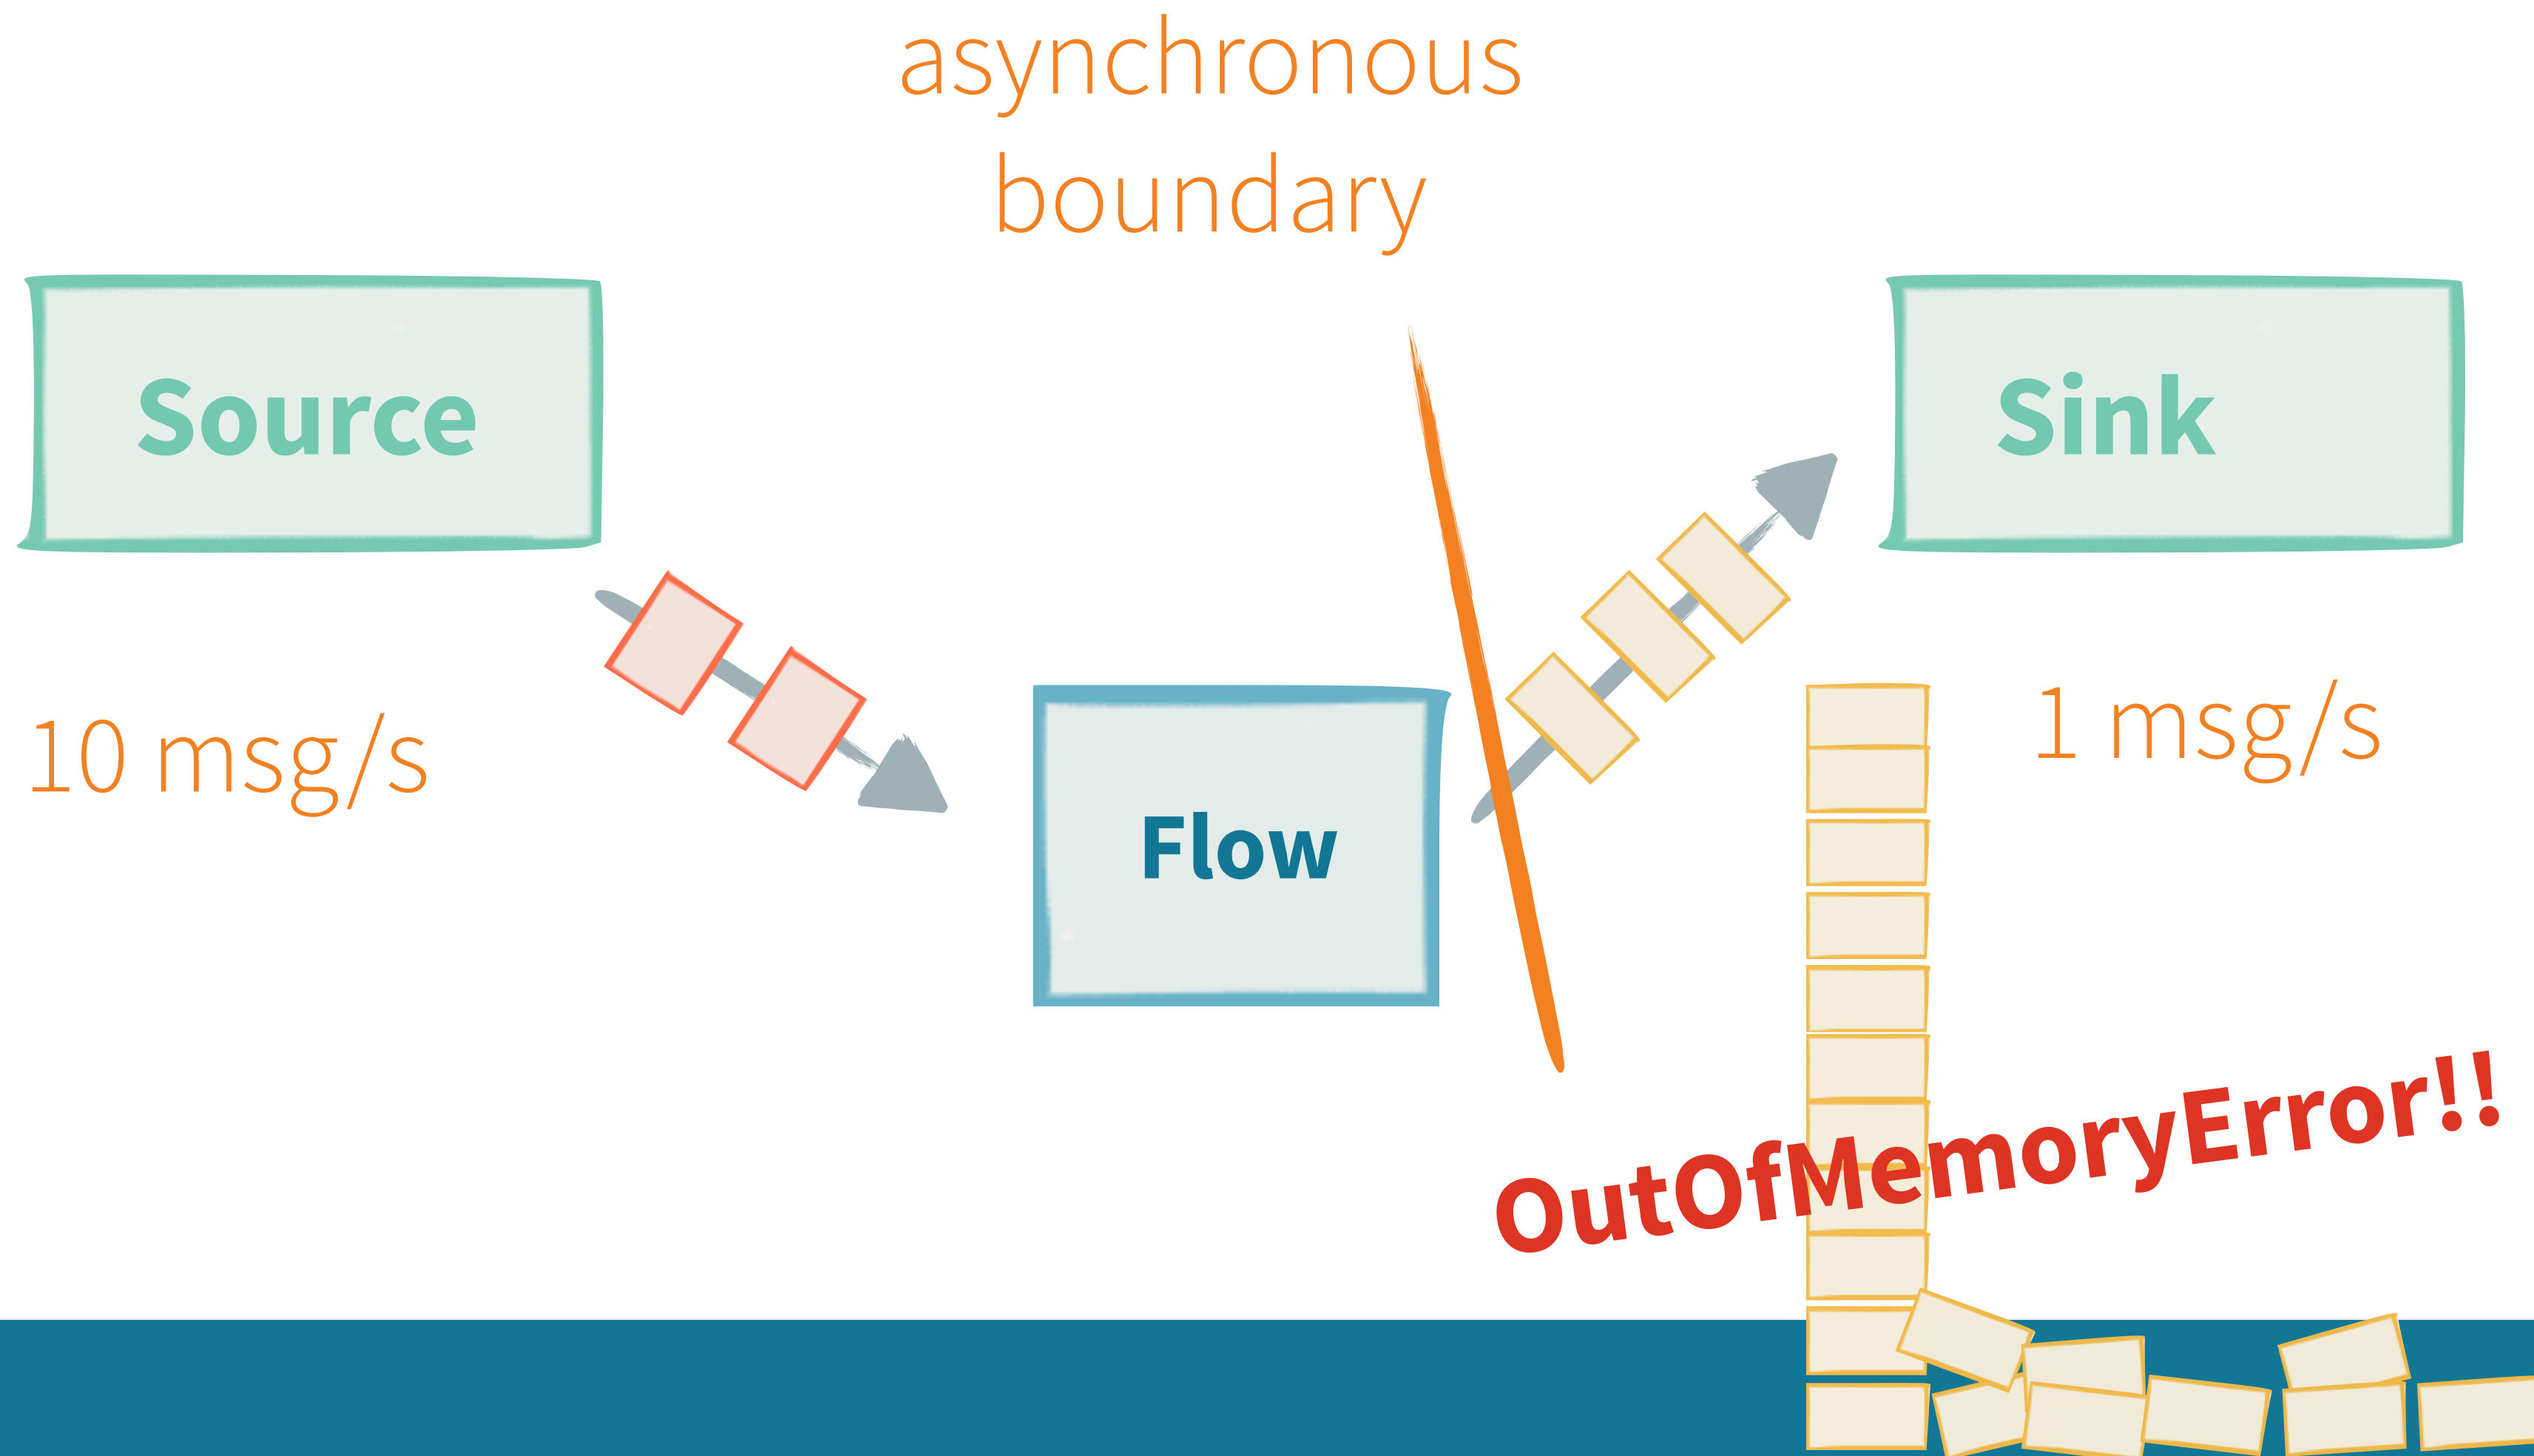 asynchronous
boundary
Source
Sink
10 msg/s
1 msg/s
Flow
OutOfMemoryError!!